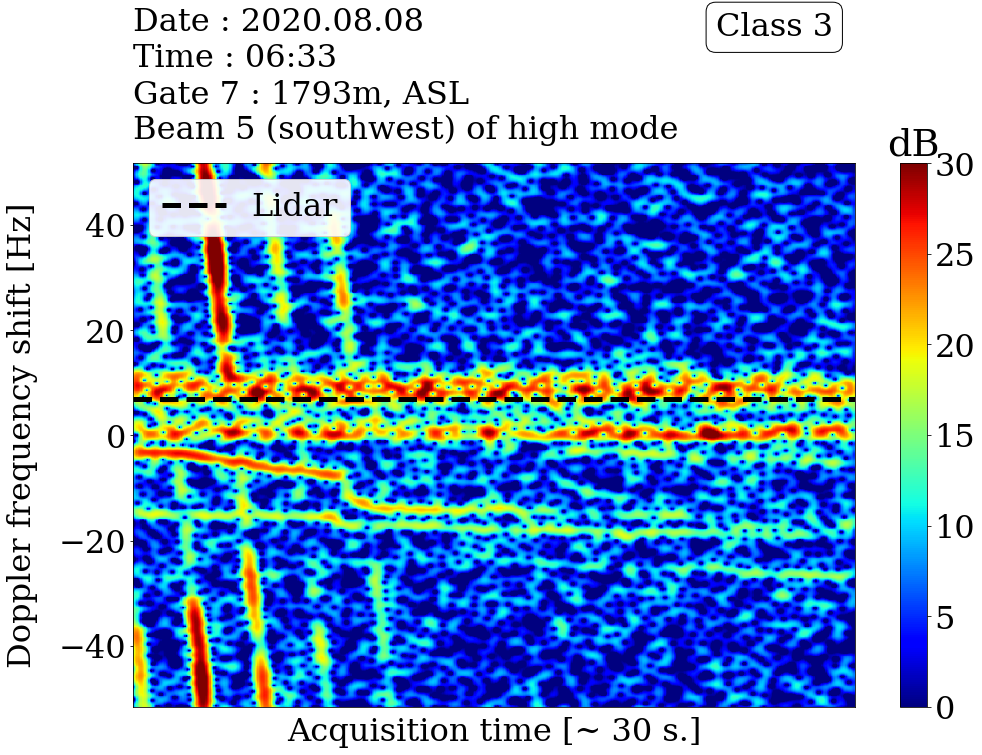 Date : 2020.08.08
Time : 06:33
Gate 7 : 1793m, ASL
Beam 5 (southwest) of high mode
Class 3
dB
Lidar
Doppler frequency shift [Hz]
40
20
0
−20
−40
30
25
20
15
10
5
0
Acquisition time [~ 30 s.]